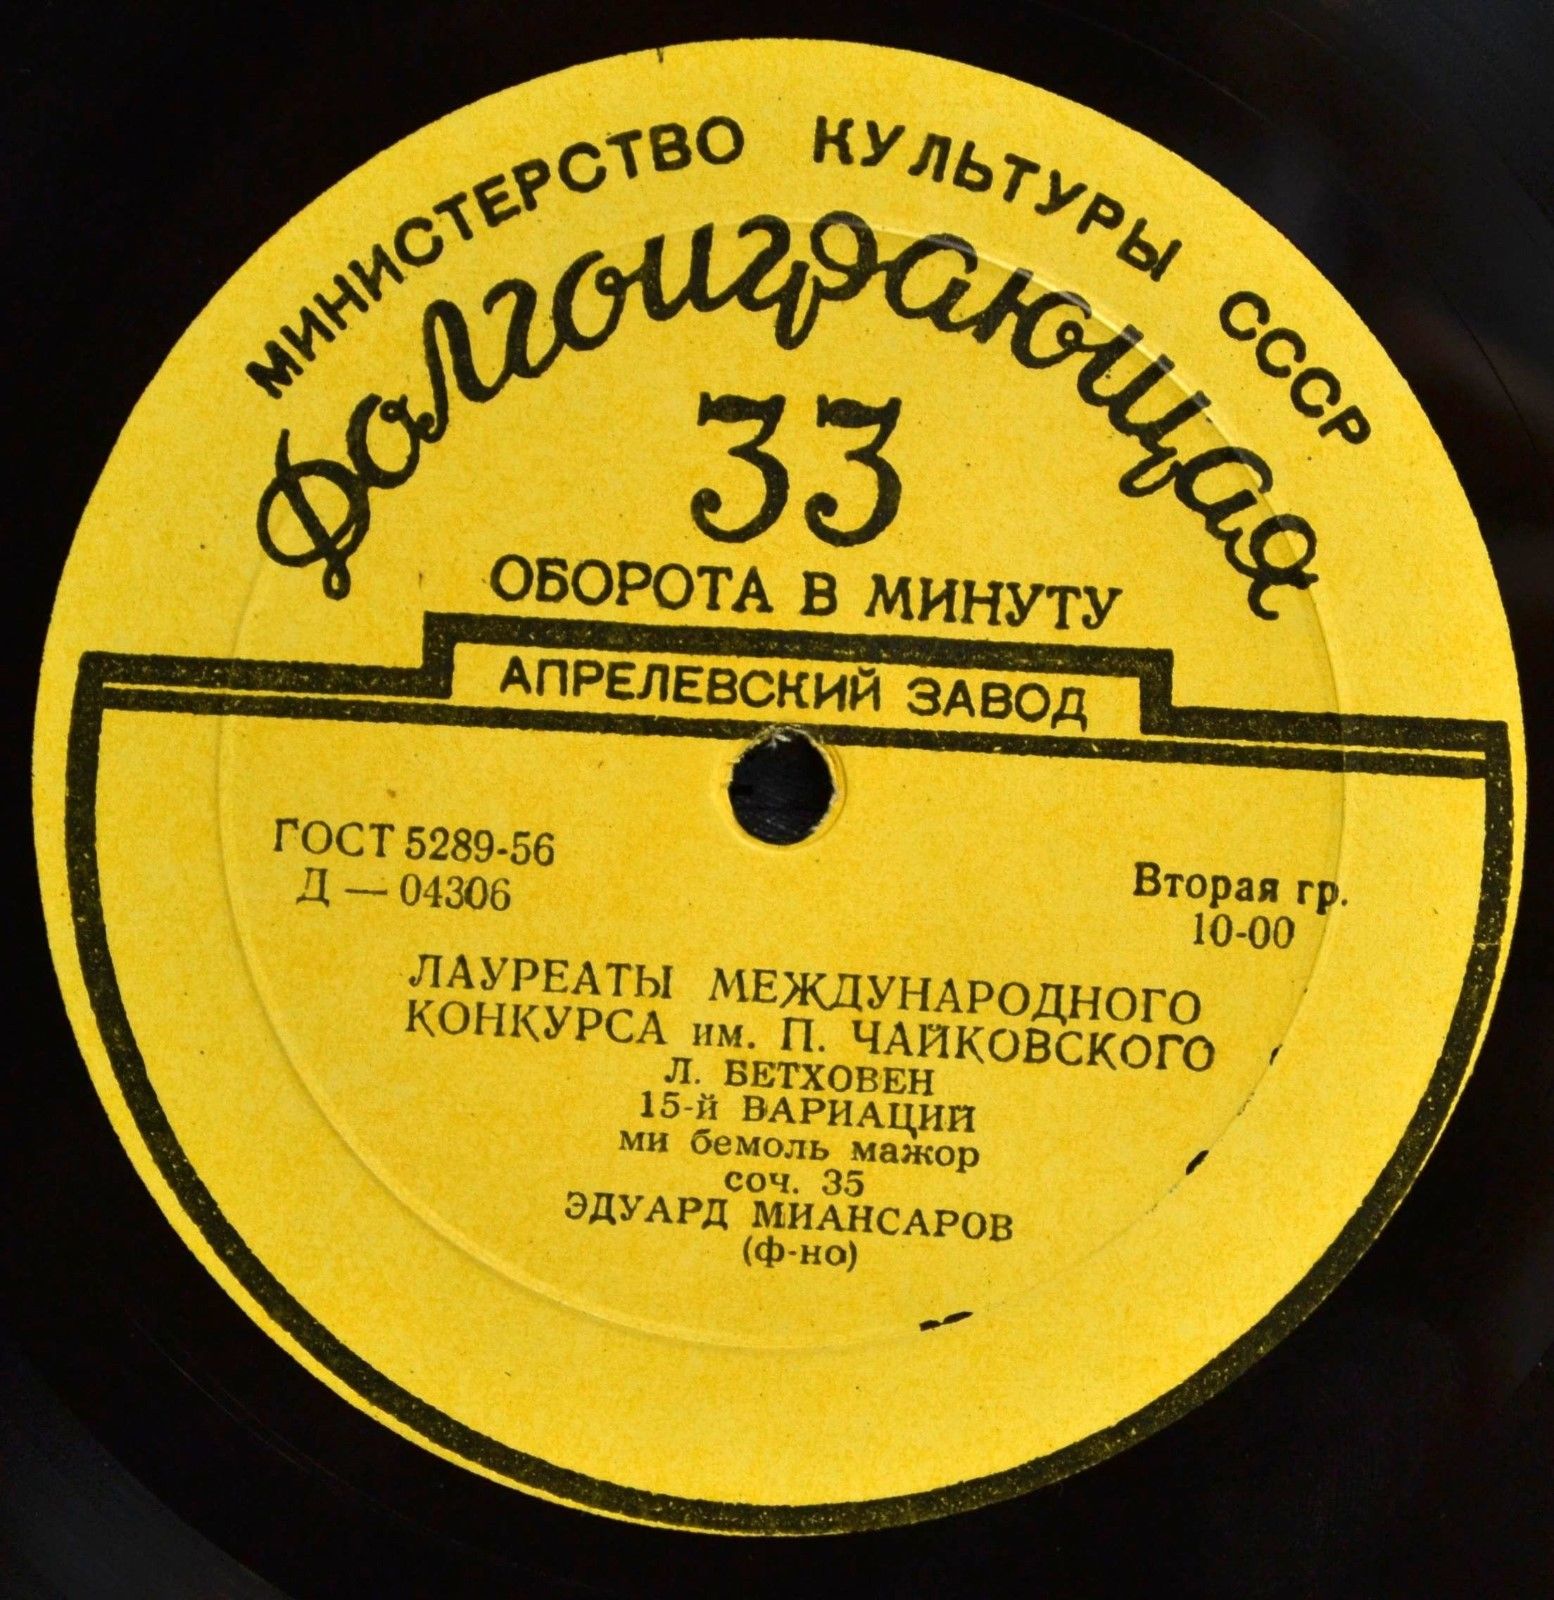 МИНИСТЕРСТВО КУЛЬТУРЫ СССР
Долгоиграющая
33
ОБОРОТА В МИНУТУ
АПРЕЛЕВСКИЙ ЗАВОД
ГОСТ 5289-56
Д — 04306
Вторая гр.
10-00
ЛАУРЕАТЫ МЕЖДУНАРОДНОГО
КОНКУРСА им. П. ЧАЙКОВСКОГО
Л. БЕТХОВЕН
15-й ВАРИАЦИЙ
ми бемоль мажор
соч. 35
ЭДУАРД МИАНСАРОВ
(ф-но)